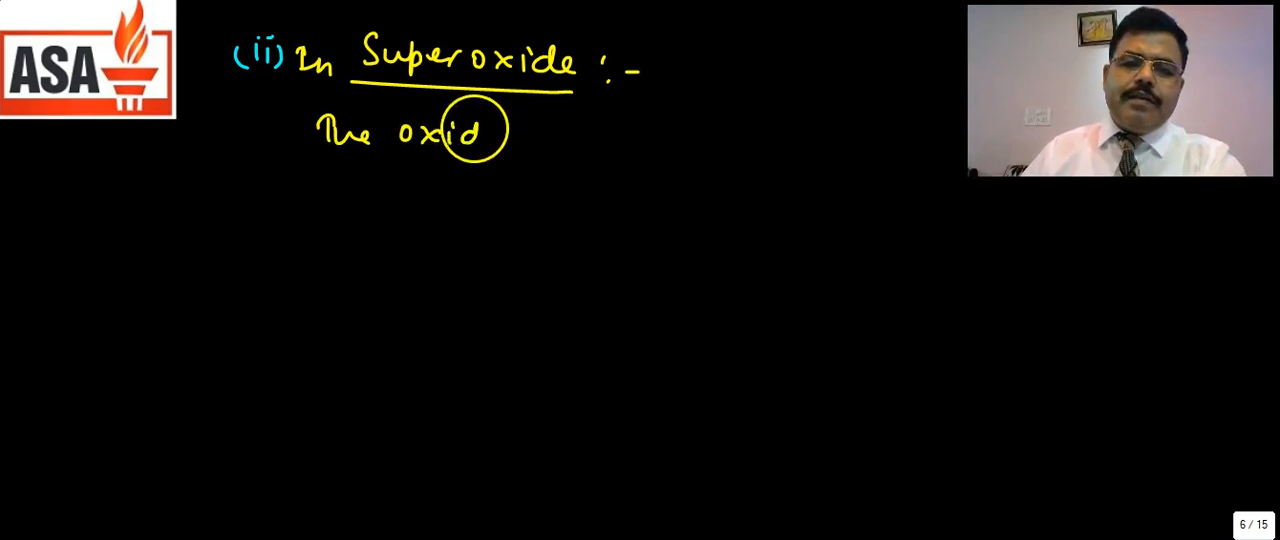 ASA
(ii) In Superoxide :-
The oxid
6 / 15